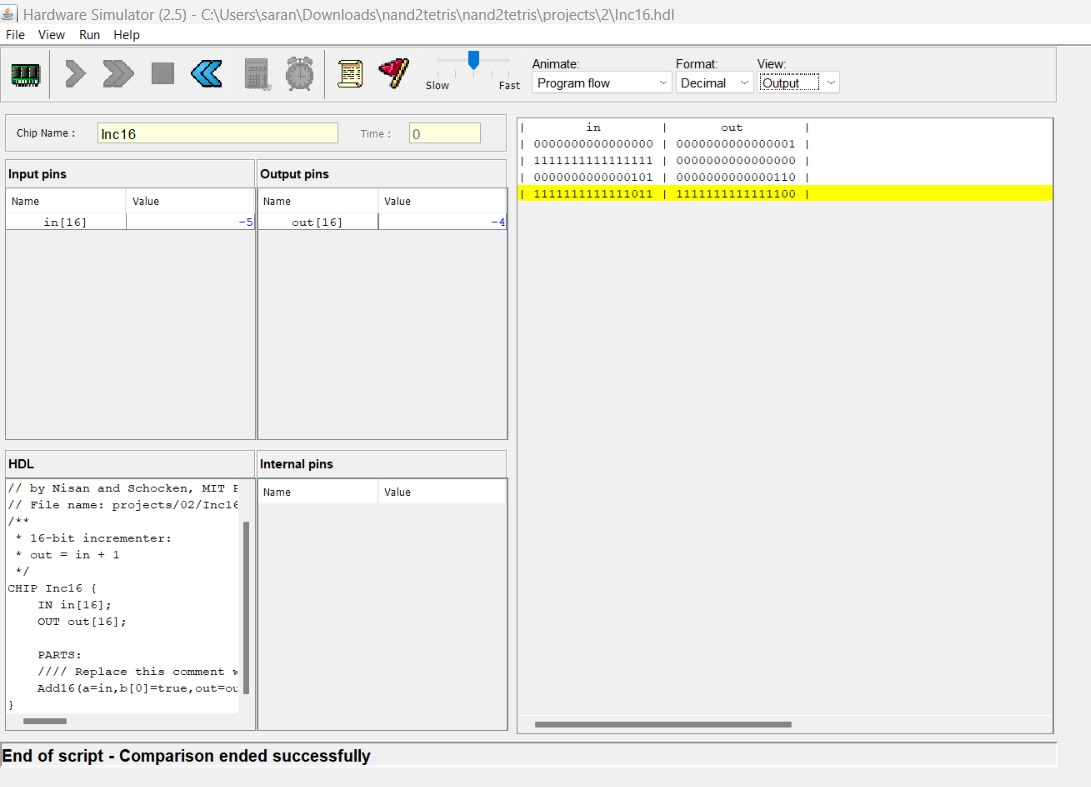 Hardware Simulator (2.5) - C:\Users\saran\Downloads\nand2tetris\nand2tetris\projects\2\Inc16.hdl
File View Run Help
Slow Fast
Animate: Format: View:
Program flow Decimal Output
Chip Name : Inc16 Time : 0
Input pins
Name Value
in[16] -5
Output pins
Name Value
out[16] -4
HDL
// by Nisan and Schocken, MIT
// File name: projects/02/Inc16
/**
* 16-bit incrementer:
* out = in + 1
*/
CHIP Inc16 {
IN in[16];
OUT out[16];
PARTS:
//// Replace this comment
Add16(a=in,b[0]=true,out=ou
}
Internal pins
Name Value
| in | out |
| 0000000000000000 | 0000000000000001 |
| 1111111111111111 | 0000000000000000 |
| 0000000000000101 | 0000000000000110 |
| 1111111111111011 | 1111111111111100 |
End of script - Comparison ended successfully